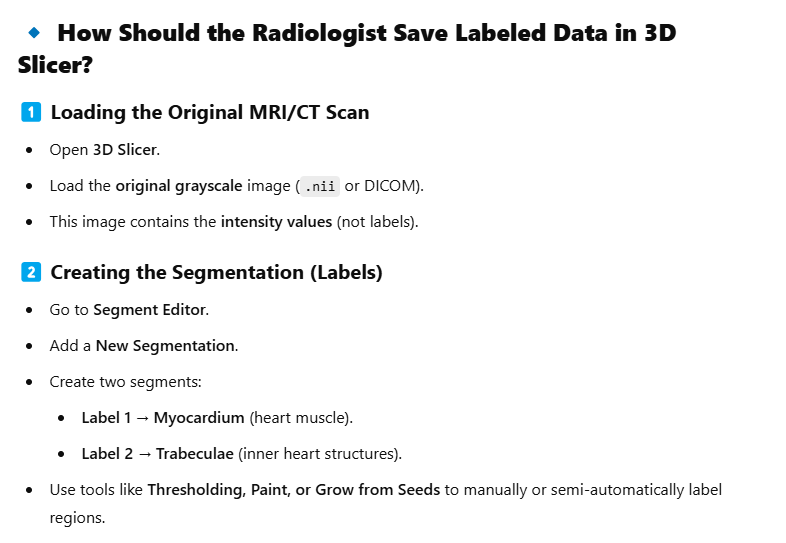 🔹 How Should the Radiologist Save Labeled Data in 3D
Slicer?
1️⃣ Loading the Original MRI/CT Scan
• Open 3D Slicer.
• Load the original grayscale image (.nii or DICOM).
• This image contains the intensity values (not labels).
2️⃣ Creating the Segmentation (Labels)
• Go to Segment Editor.
• Add a New Segmentation.
• Create two segments:
• Label 1 → Myocardium (heart muscle).
• Label 2 → Trabeculae (inner heart structures).
• Use tools like Thresholding, Paint, or Grow from Seeds to manually or semi-automatically label
regions.